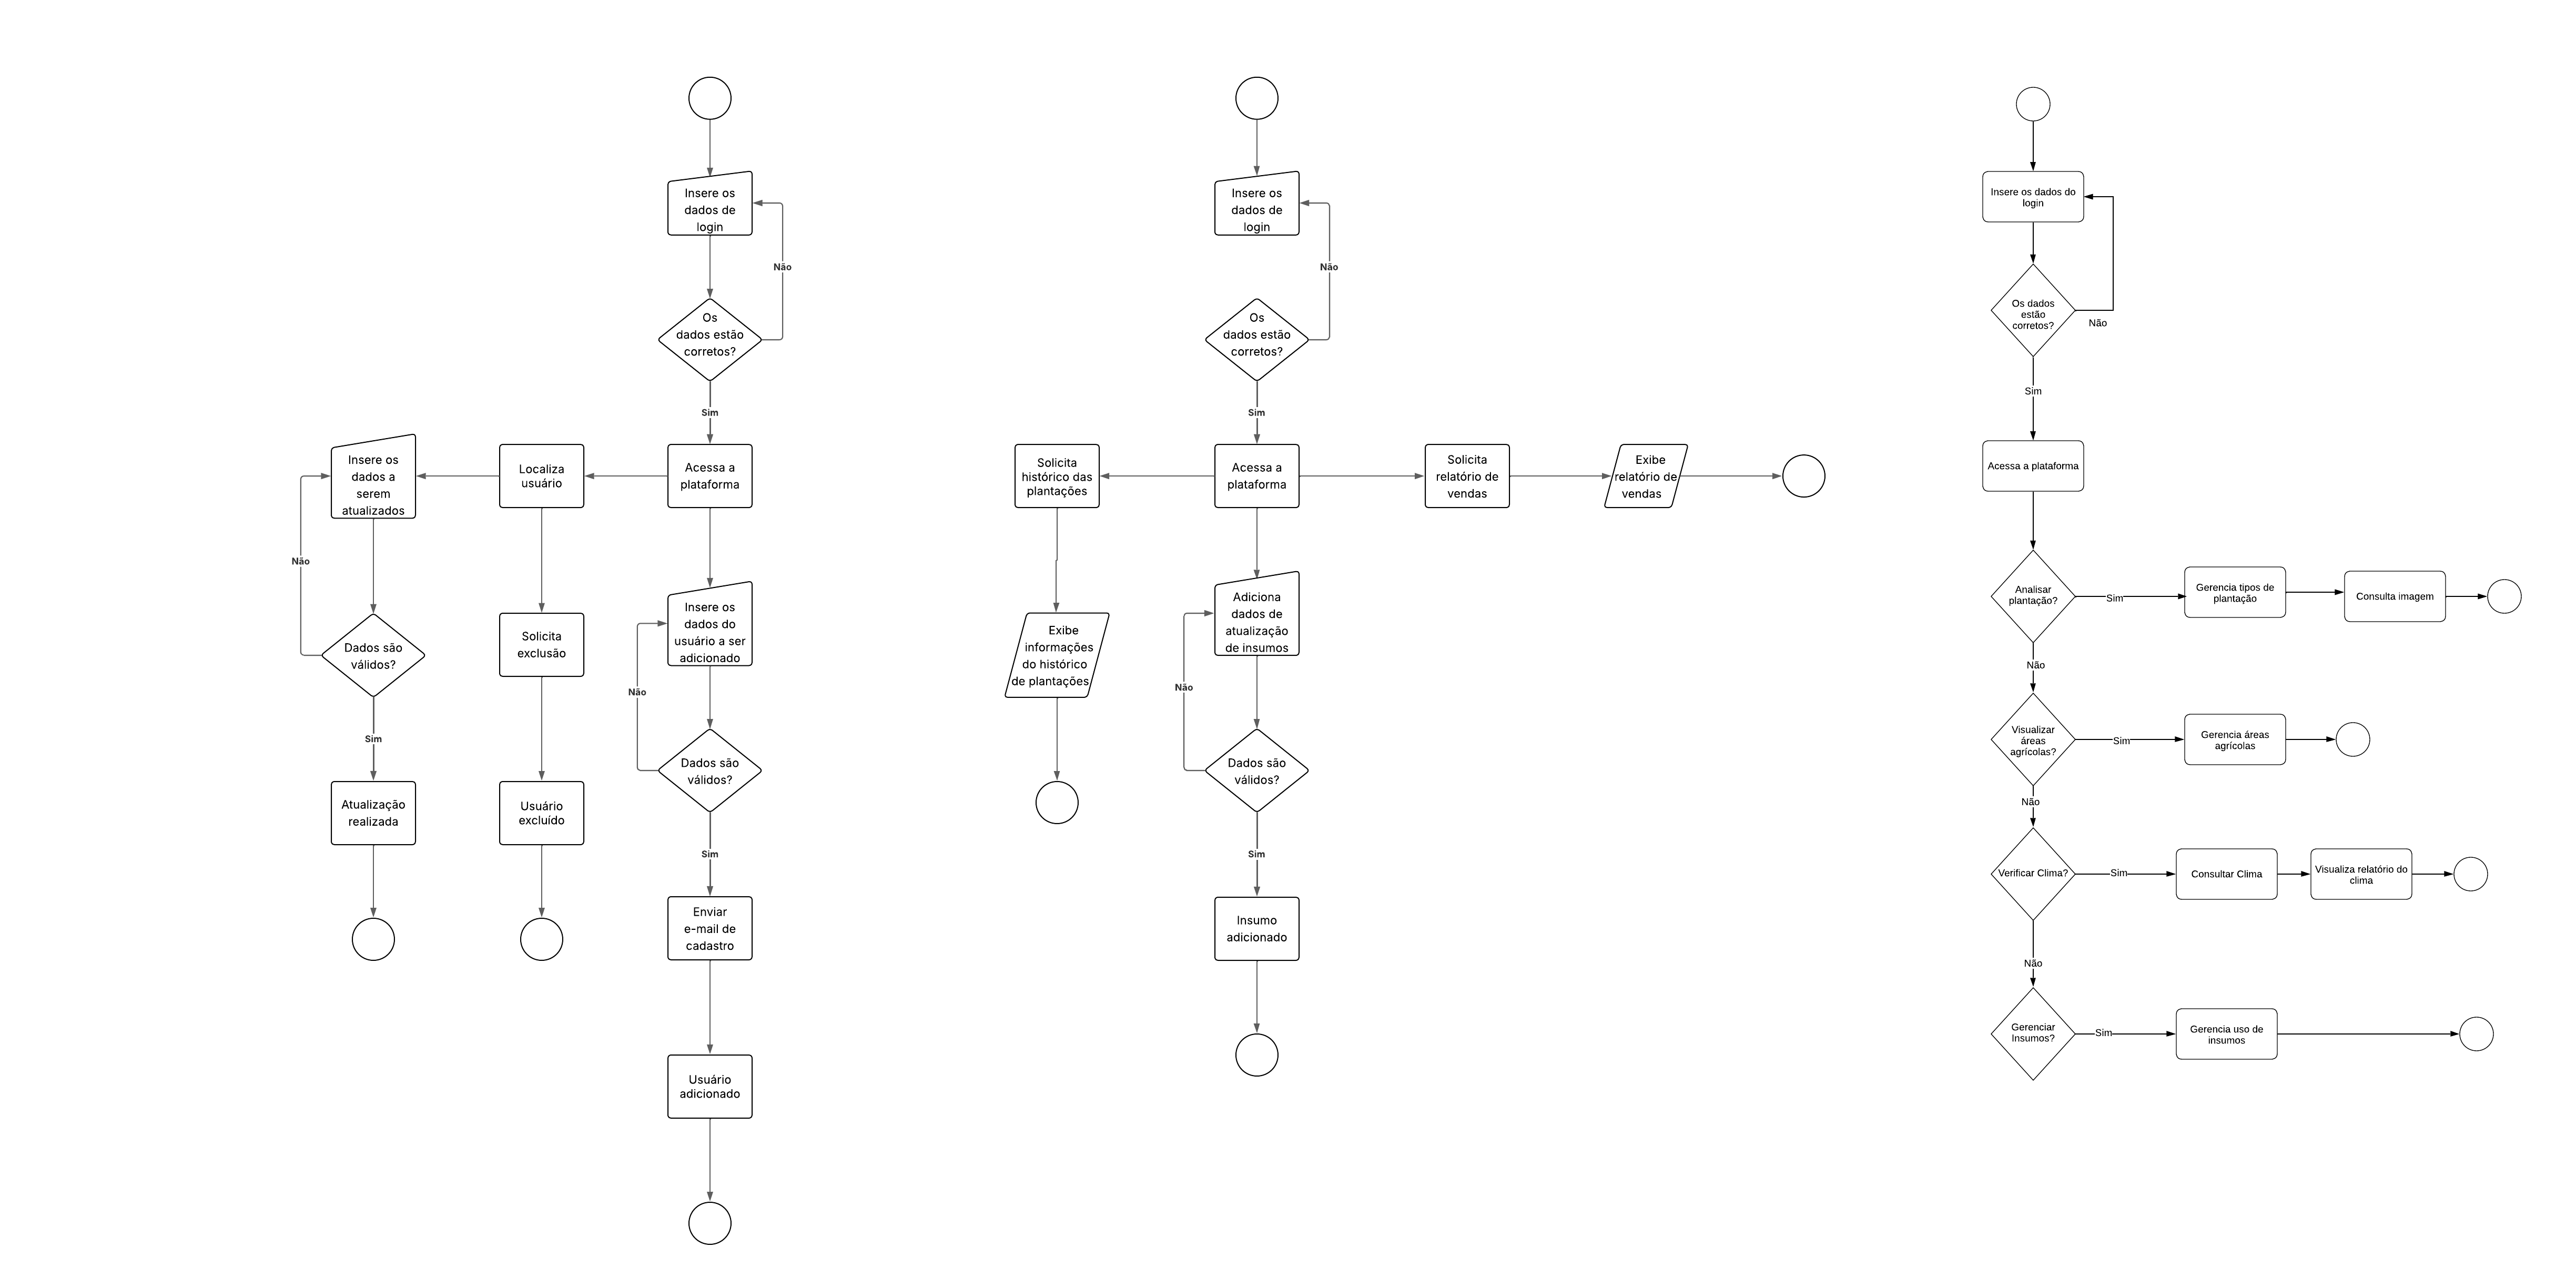 Insere os
dados de
login
Não
Os
dados estão
corretos?
Sim
Acessa a
plataforma
Localiza
usuário
Insere os
dados a
serem
atualizados
Não
Dados são
válidos?
Sim
Atualização
realizada
Solicita
exclusão
Usuário
excluído
Insere os
dados do
usuário a ser
adicionado
Não
Dados são
válidos?
Sim
Enviar
e-mail de
cadastro
Usuário
adicionado
Insere os
dados de
login
Não
Os
dados estão
corretos?
Sim
Acessa a
plataforma
Solicita
histórico das
plantações
Exibe
informações
do histórico
de plantações
Solicita
relatório de
vendas
Exibe
relatório de
vendas
Adiciona
dados de
atualização
de insumos
Não
Dados são
válidos?
Sim
Insumo
adicionado
Insere os dados do
login
Os dados
estão
corretos?
Não
Sim
Acessa a plataforma
Analisar
plantação?
Sim
Gerencia tipos de
plantação
Consulta imagem
Não
Visualizar
áreas
agrícolas?
Sim
Gerencia áreas
agrícolas
Não
Verificar Clima?
Sim
Consultar Clima
Visualiza relatório do
clima
Não
Gerenciar
Insumos?
Sim
Gerencia uso de
insumos